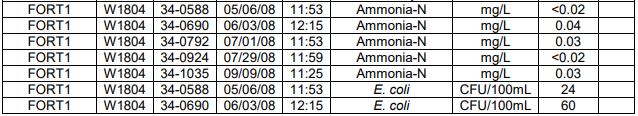 FORT1 W1804 34-0588 05/06/08 11:53 Ammonia-N mg/L <0.02
FORT1 W1804 34-0690 06/03/08 12:15 Ammonia-N mg/L 0.04
FORT1 W1804 34-0792 07/01/08 11:53 Ammonia-N mg/L 0.03
FORT1 W1804 34-0924 07/29/08 11:59 Ammonia-N mg/L <0.02
FORT1 W1804 34-1035 09/09/08 11:25 Ammonia-N mg/L 0.03
FORT1 W1804 34-0588 05/06/08 11:53 E. coli CFU/100mL 24
FORT1 W1804 34-0690 06/03/08 12:15 E. coli CFU/100mL 60